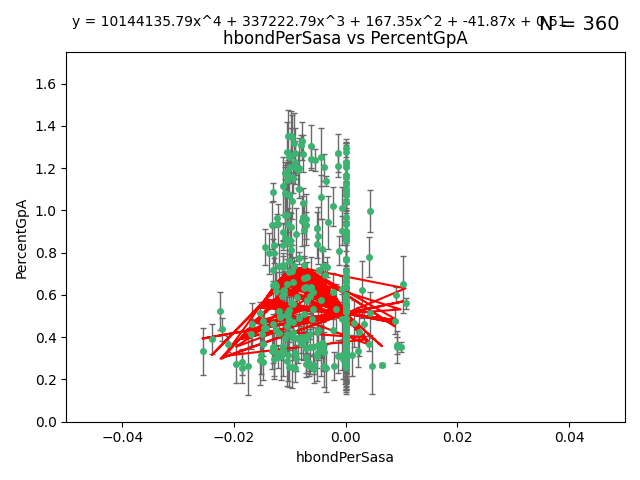 y = 10144135.79x^4 + 337222.79x^3 + 167.35x^2 + -41.87x + 0.51
N = 360
hbondPerSasa vs PercentGpA
PercentGpA
1.6
1.4
1.2
1.0
0.8
0.6
0.4
0.2
0.0
−0.04 −0.02 0.00 0.02 0.04
hbondPerSasa